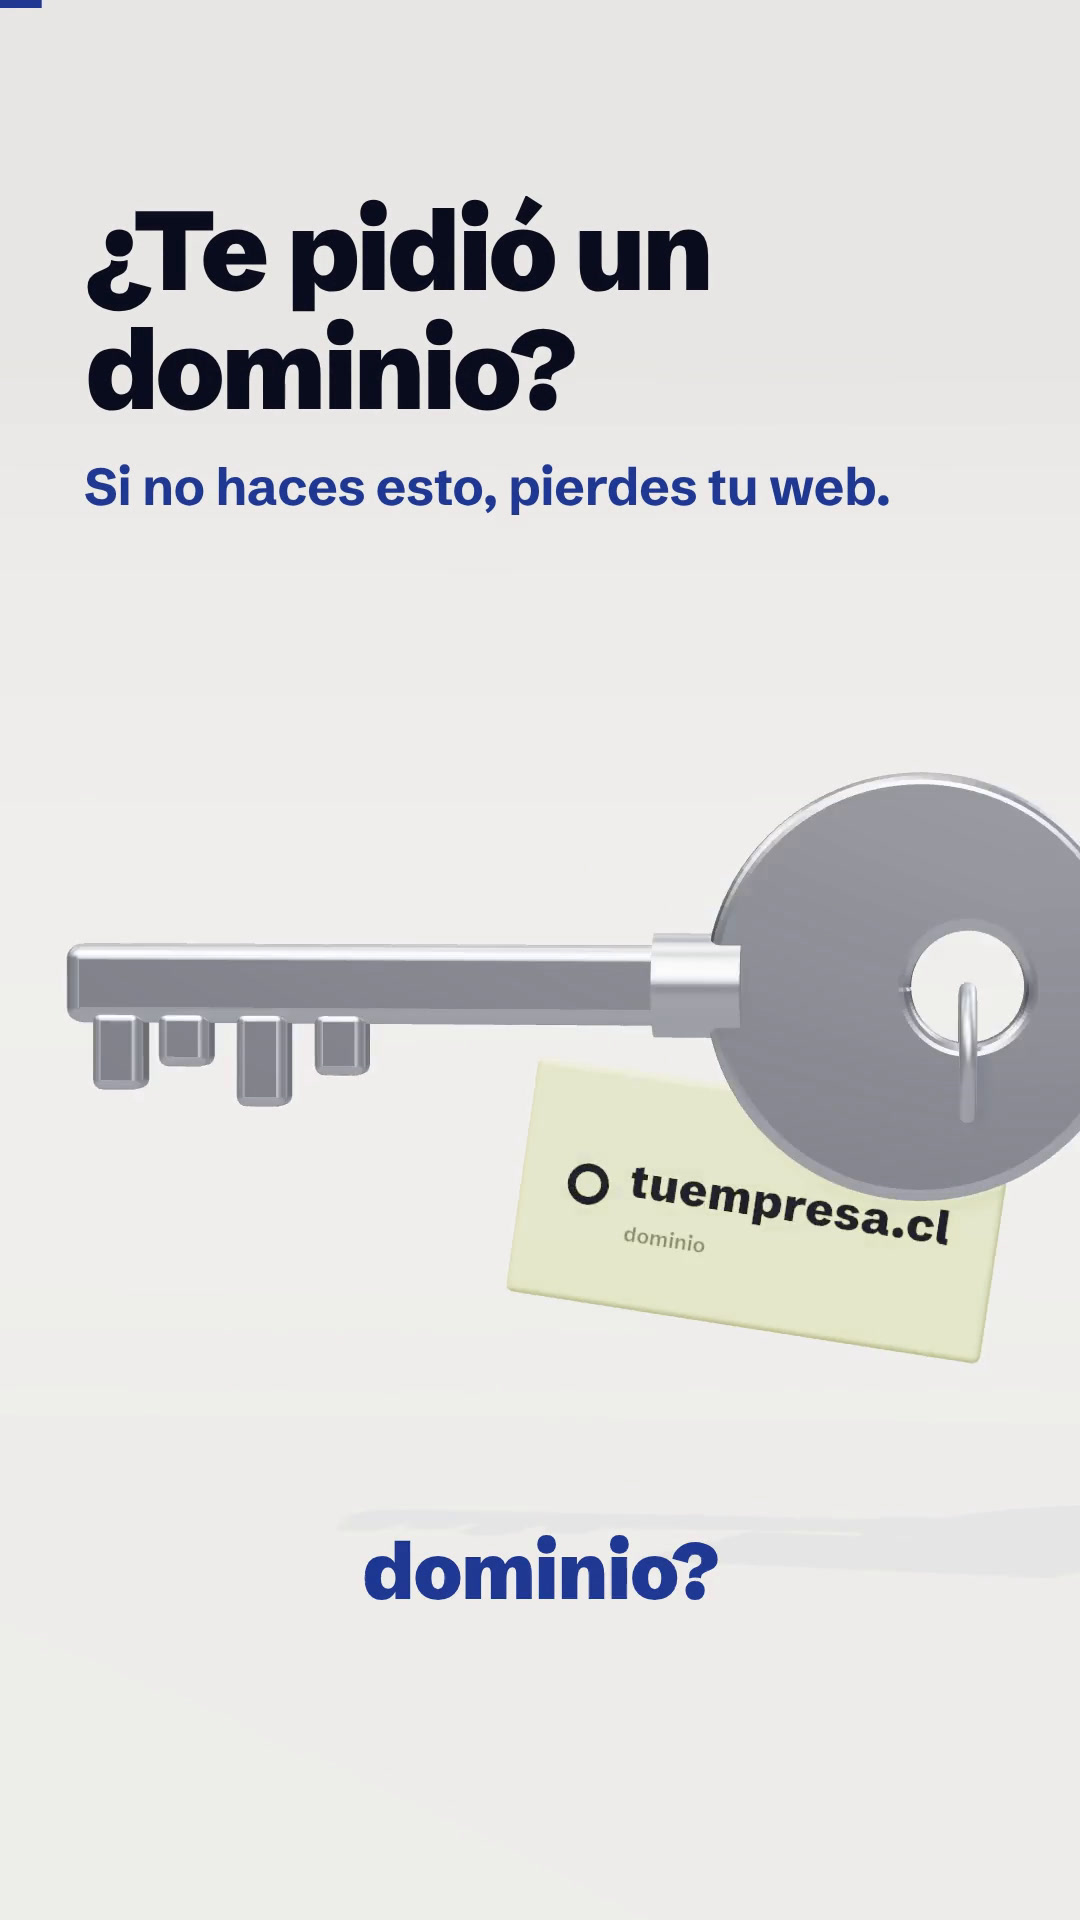 ¿Te pidió un
dominio?
Si no haces esto, pierdes tu web.
tuempresa.cl
dominio
dominio?